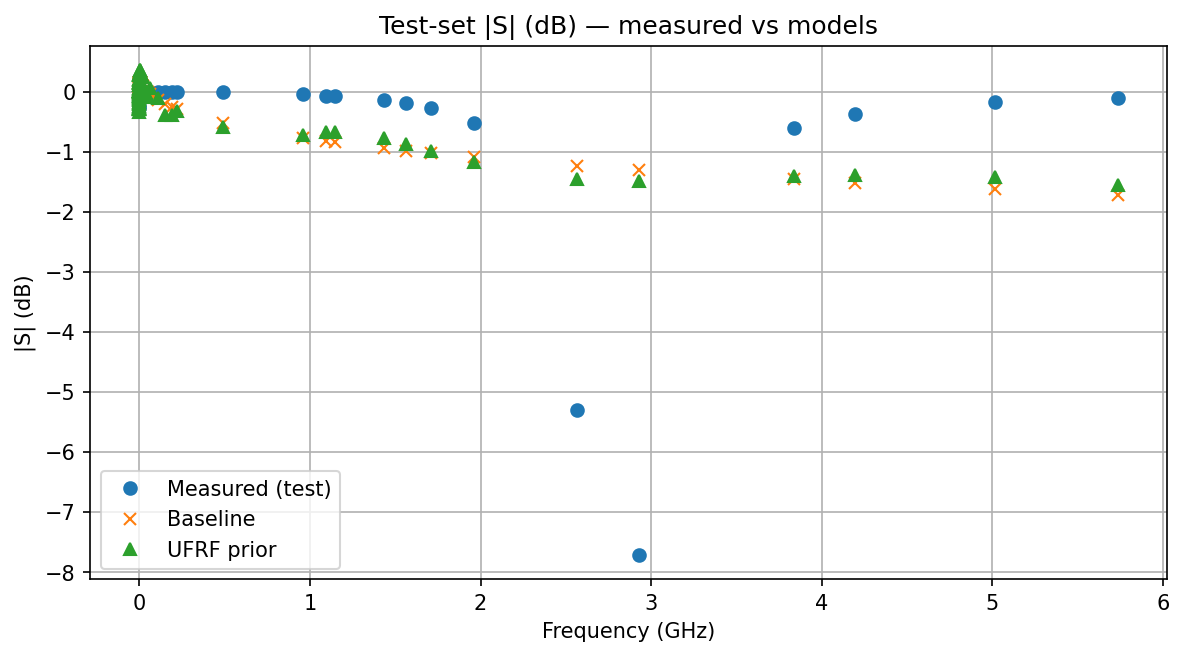 Test-set |S| (dB) — measured vs models
|S| (dB)
0
−1
−2
−3
−4
−5
−6
−7
−8
Measured (test)
Baseline
UFRF prior
0 1 2 3 4 5 6
Frequency (GHz)